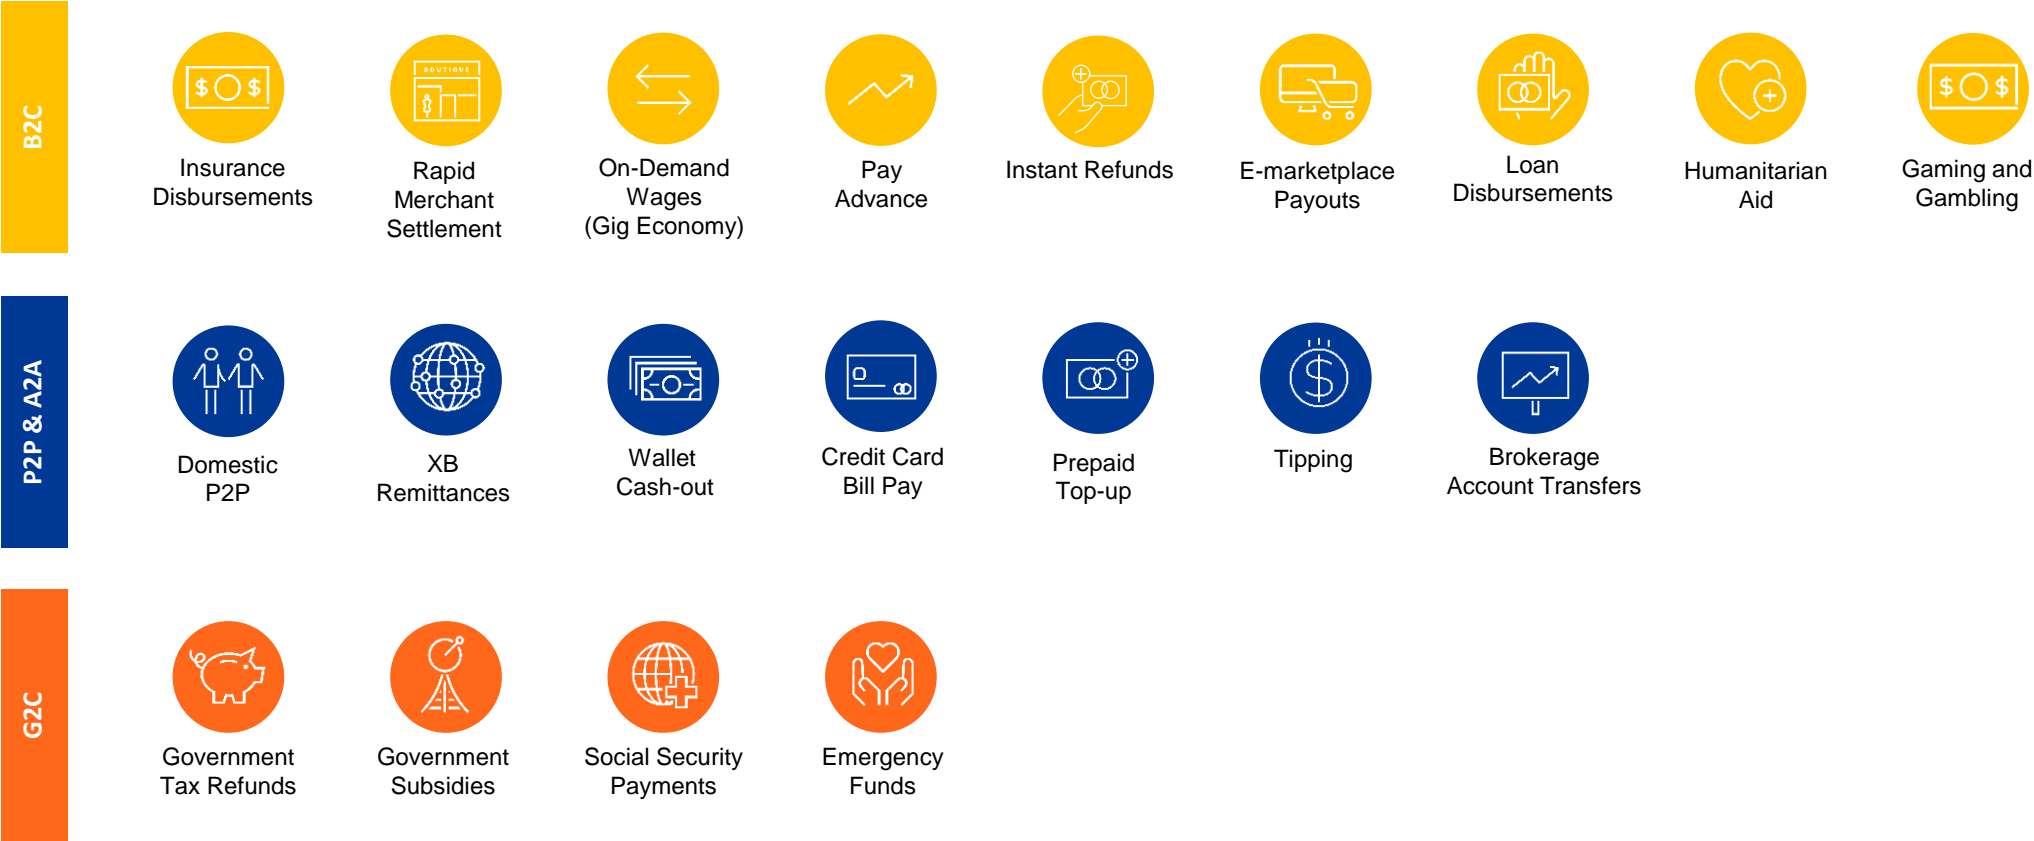 B2C
BOUTIQUE
$ $
$ $
Insurance
Disbursements
Rapid
Merchant
Settlement
On-Demand
Wages
(Gig Economy)
Pay
Advance
Instant Refunds
E-marketplace
Payouts
Loan
Disbursements
Humanitarian
Aid
Gaming and
Gambling
P2P & A2A
$
Domestic
P2P
XB
Remittances
Wallet
Cash-out
Credit Card
Bill Pay
Prepaid
Top-up
Tipping
Brokerage
Account Transfers
G2C
Government
Tax Refunds
Government
Subsidies
Social Security
Payments
Emergency
Funds